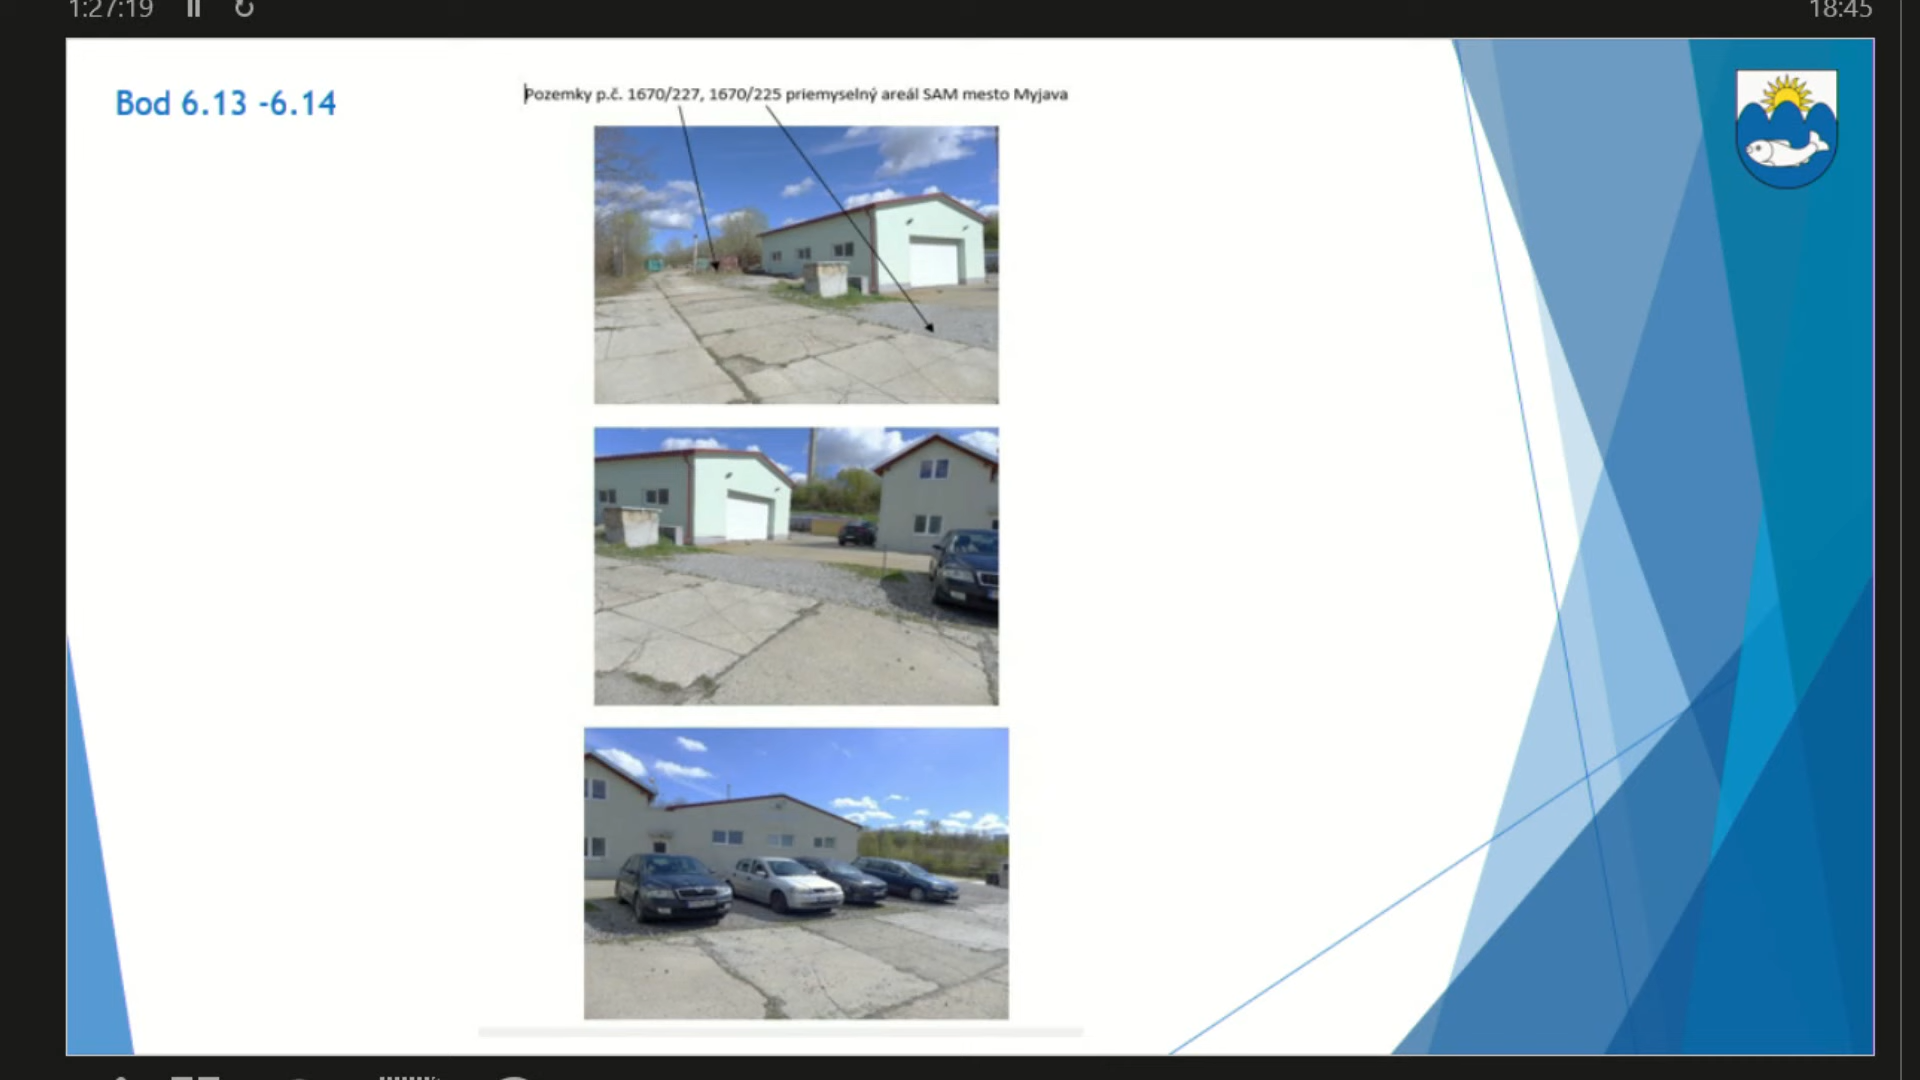 1:27:19
18:45
Bod 6.13 -6.14
Pozemky p.č. 1670/227, 1670/225 priemyselný areál SAM mesto Myjava